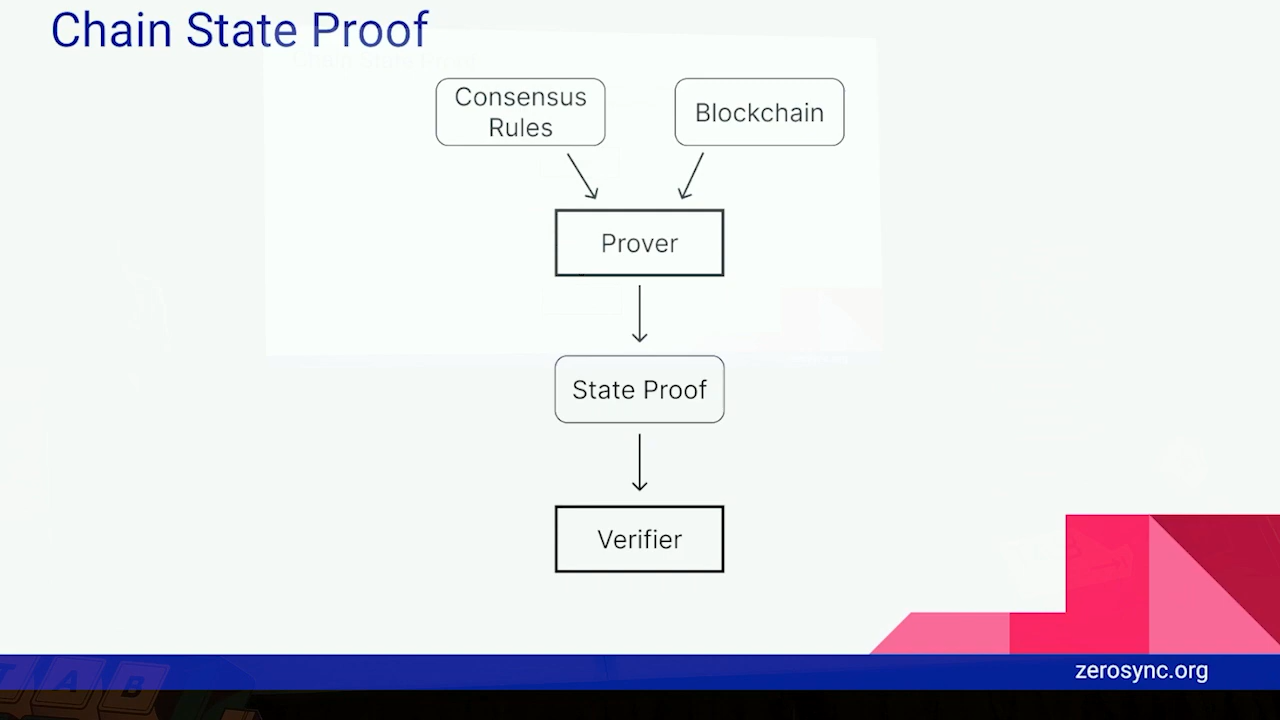 Chain State Proof
Consensus
Rules
Blockchain
Prover
State Proof
Verifier
zerosync.org
A B